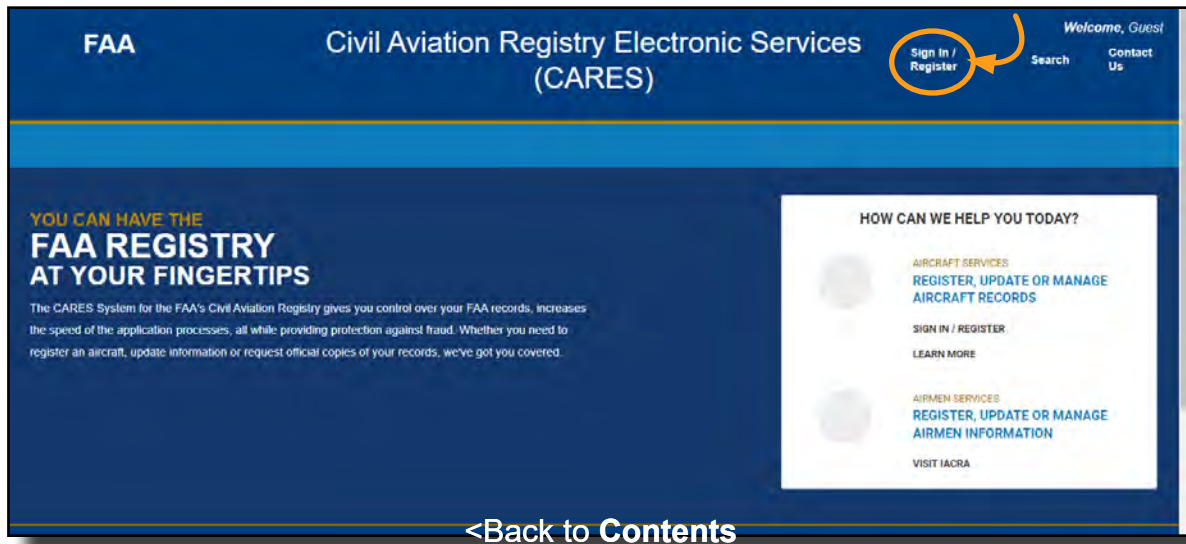 FAA
Civil Aviation Registry Electronic Services
(CARES)
Welcome, Guest
Sign In /
Register
Search
Contact
Us
YOU CAN HAVE THE
FAA REGISTRY
AT YOUR FINGERTIPS
The CARES System for the FAA's Civil Aviation Registry gives you control over your FAA records, increases
the speed of the application processes, all while providing protection against fraud. Whether you need to
register an aircraft, update information or request official copies of your records, we've got you covered.
HOW CAN WE HELP YOU TODAY?
AIRCRAFT SERVICES
REGISTER, UPDATE OR MANAGE
AIRCRAFT RECORDS
SIGN IN / REGISTER
LEARN MORE
AIRMEN SERVICES
REGISTER, UPDATE OR MANAGE
AIRMEN INFORMATION
VISIT IACRA
<Back to Contents